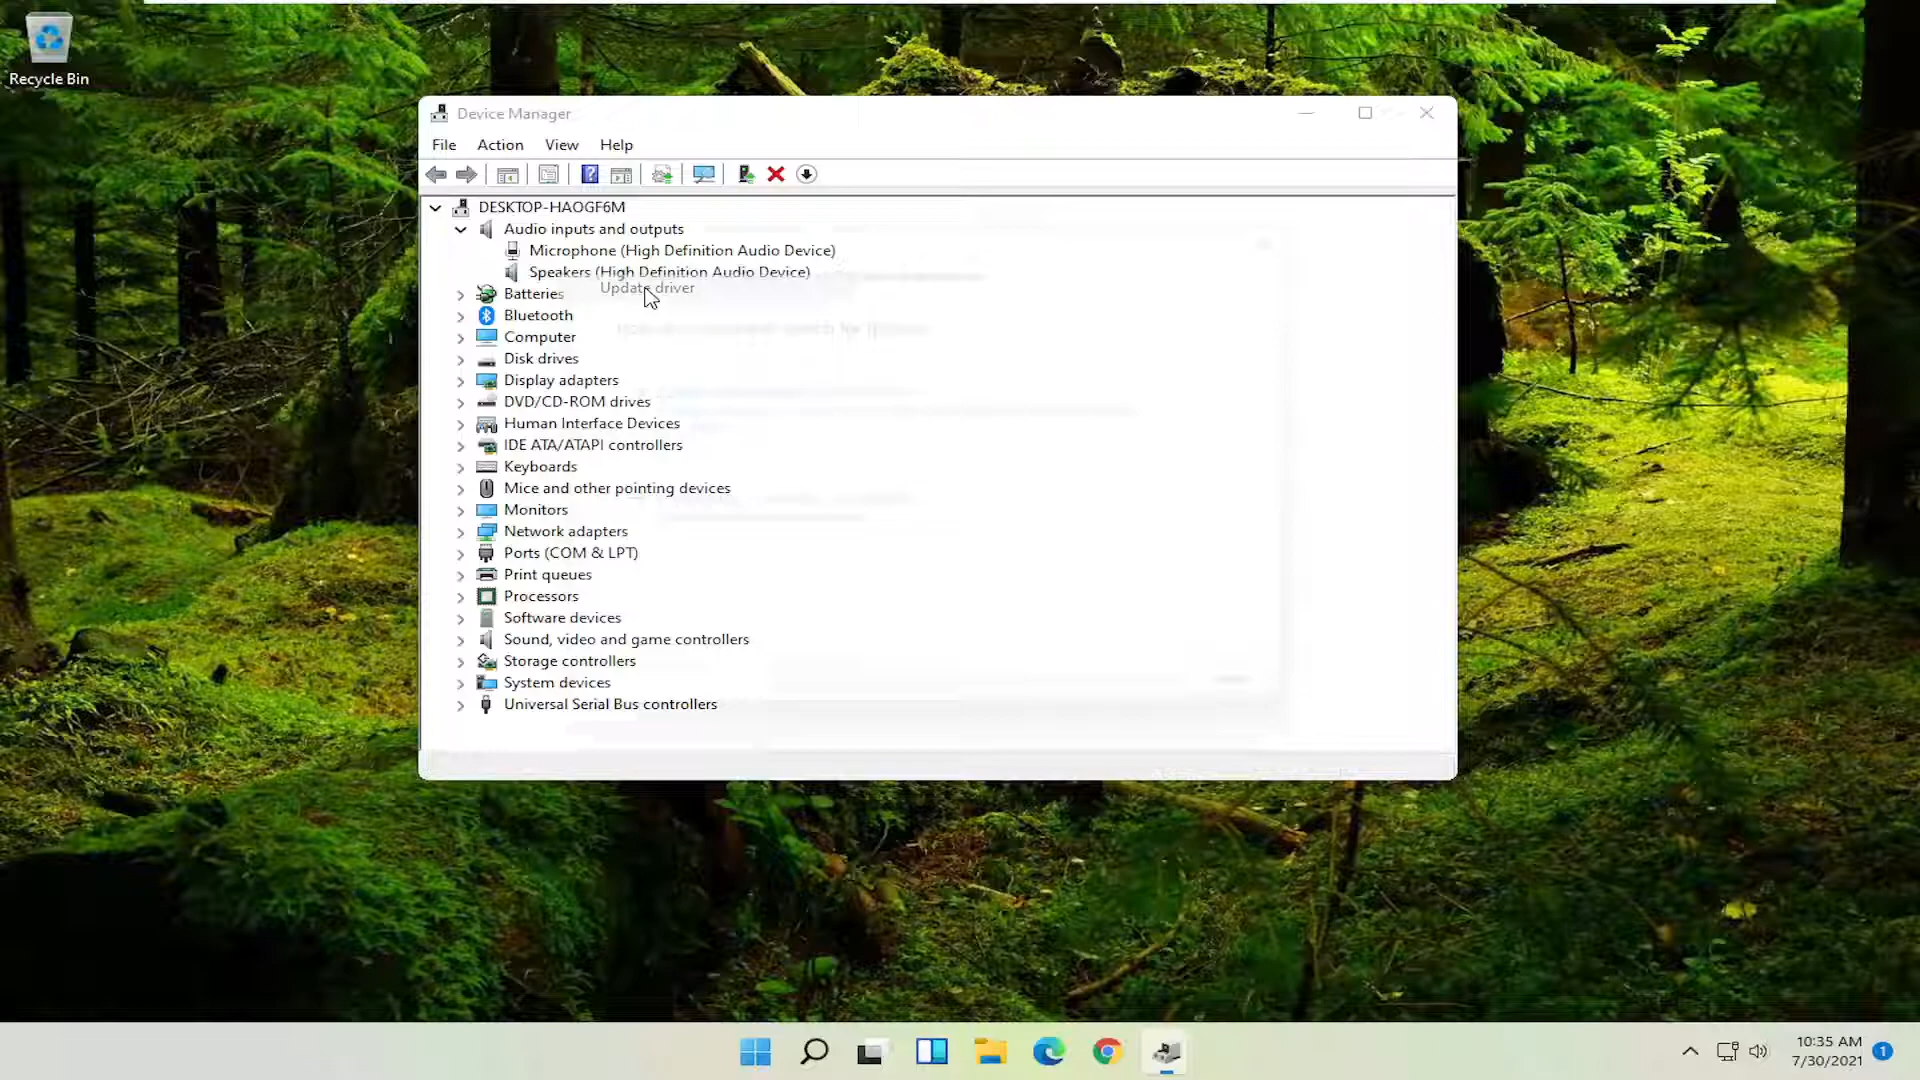 Recycle Bin
Device Manager
File Action View Help
DESKTOP-HAOGF6M
Audio inputs and outputs
Microphone (High Definition Audio Device)
Speakers (High Definition Audio Device)
Update driver
Batteries
Bluetooth
Computer
Disk drives
Display adapters
DVD/CD-ROM drives
Human Interface Devices
IDE ATA/ATAPI controllers
Keyboards
Mice and other pointing devices
Monitors
Network adapters
Ports (COM & LPT)
Print queues
Processors
Software devices
Sound, video and game controllers
Storage controllers
System devices
Universal Serial Bus controllers
10:35 AM
7/30/2021
1